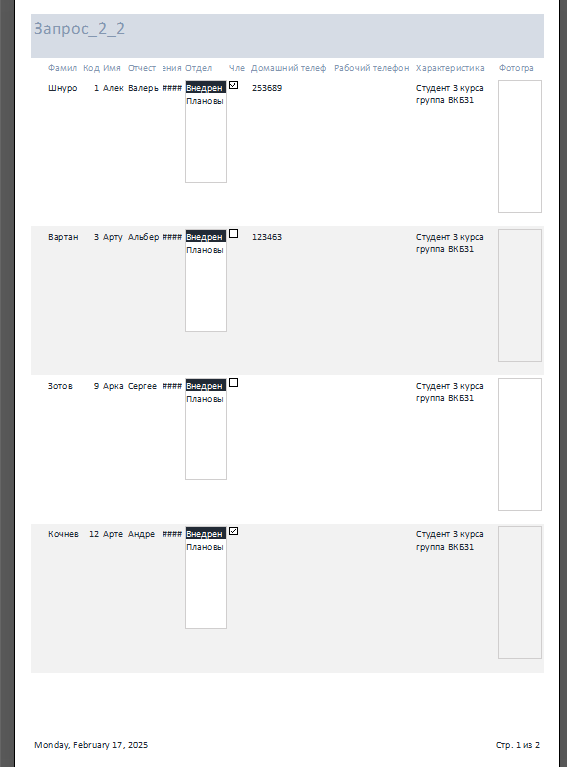 Запрос_2_2
Фамил Код Имя Отчест ения Отдел Чле Домашний телеф Рабочий телефон Характеристика Фотогра
Шнуро 1 Алек Валерь #### Внедрен 253689 Студент 3 курса
Плановы группа ВКБ31
Вартан 3 Арту Альбер #### Внедрен 123463 Студент 3 курса
Плановы группа ВКБ31
Зотов 9 Арка Сергее #### Внедрен Студент 3 курса
Плановы группа ВКБ31
Кочнев 12 Арте Андре #### Внедрен Студент 3 курса
Плановы группа ВКБ31
Monday, February 17, 2025 Стр. 1 из 2